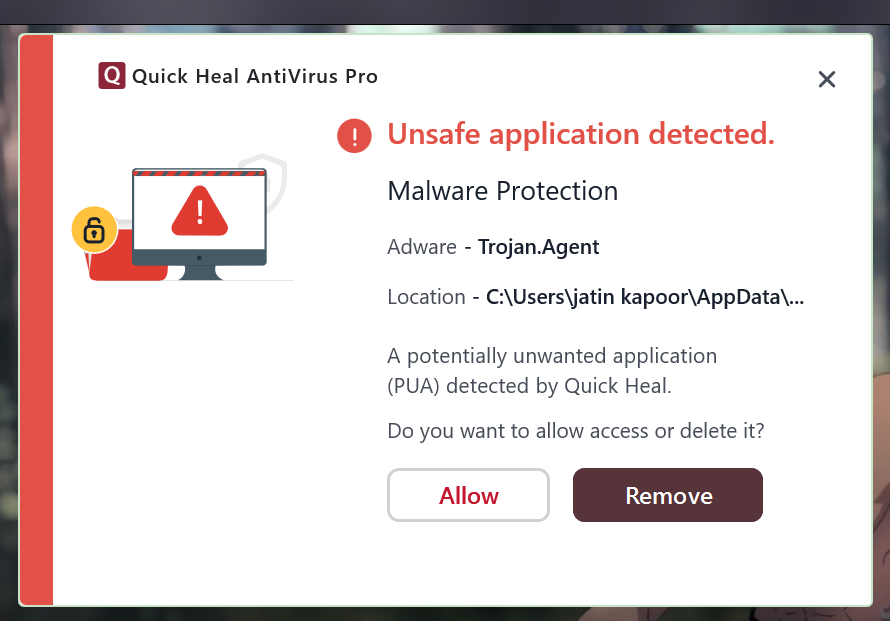 Quick Heal AntiVirus Pro
Unsafe application detected.
Malware Protection
Adware - Trojan.Agent
Location - C:\Users\jatin kapoor\AppData\...
A potentially unwanted application
(PUA) detected by Quick Heal.
Do you want to allow access or delete it?
Allow
Remove